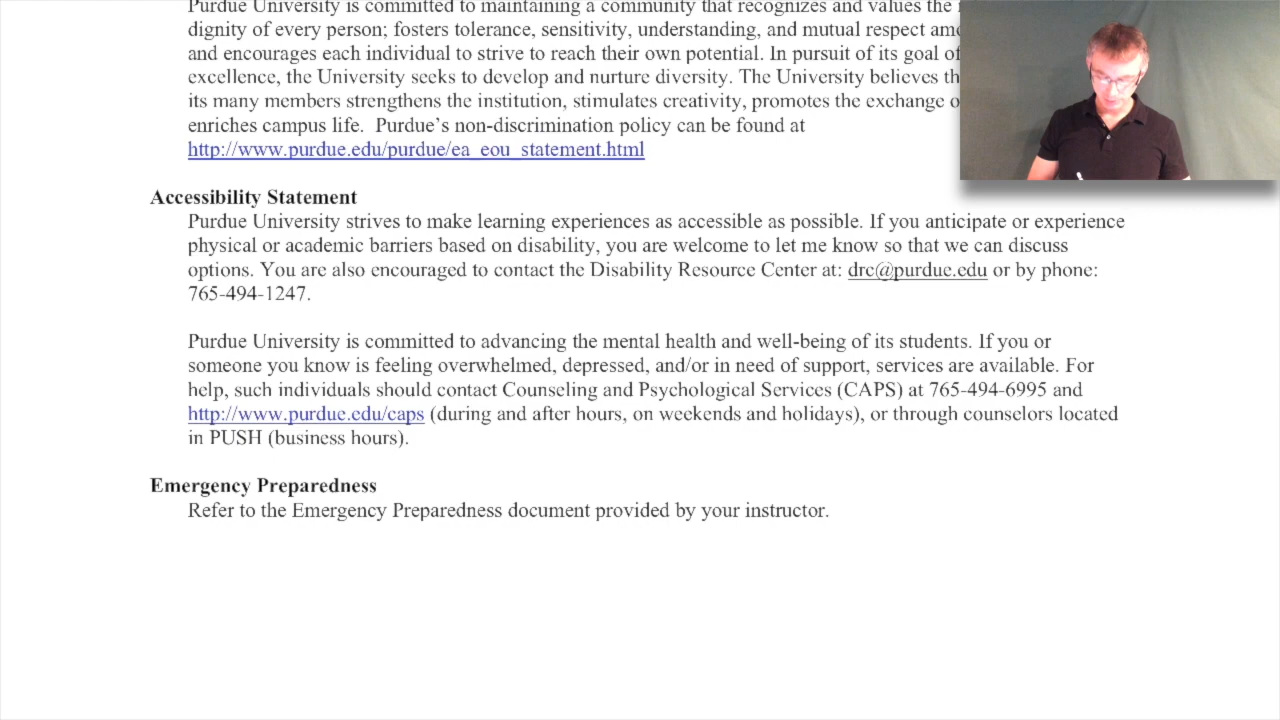 Purdue University is committed to maintaining a community that recognizes and values the
dignity of every person; fosters tolerance, sensitivity, understanding, and mutual respect
and encourages each individual to strive to reach their own potential. In pursuit of its goal of
excellence, the University seeks to develop and nurture diversity. The University believes
its many members strengthens the institution, stimulates creativity, promotes the exchange
enriches campus life. Purdue’s non-discrimination policy can be found at
http://www.purdue.edu/purdue/ea_eou_statement.html
Accessibility Statement
Purdue University strives to make learning experiences as accessible as possible. If you anticipate or experience
physical or academic barriers based on disability, you are welcome to let me know so that we can discuss
options. You are also encouraged to contact the Disability Resource Center at: drc@purdue.edu or by phone:
765-494-1247.
Purdue University is committed to advancing the mental health and well-being of its students. If you or
someone you know is feeling overwhelmed, depressed, and/or in need of support, services are available. For
help, such individuals should contact Counseling and Psychological Services (CAPS) at 765-494-6995 and
http://www.purdue.edu/caps (during and after hours, on weekends and holidays), or through counselors located
in PUSH (business hours).
Emergency Preparedness
Refer to the Emergency Preparedness document provided by your instructor.